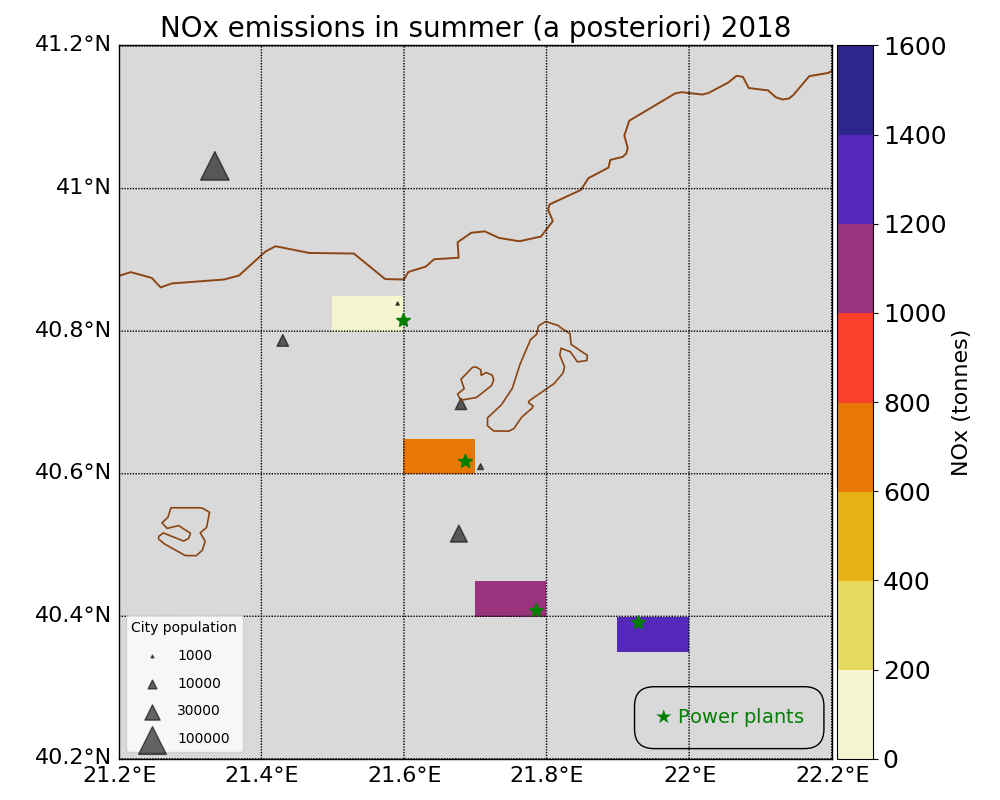 NOx emissions in summer (a posteriori) 2018
41.2°N
41°N
40.8°N
40.6°N
40.4°N
40.2°N
21.2°E
21.4°E
21.6°E
21.8°E
22°E
22.2°E
City population
1000
10000
30000
100000
Power plants
1600
1400
1200
1000
800
600
400
200
0
NOx (tonnes)